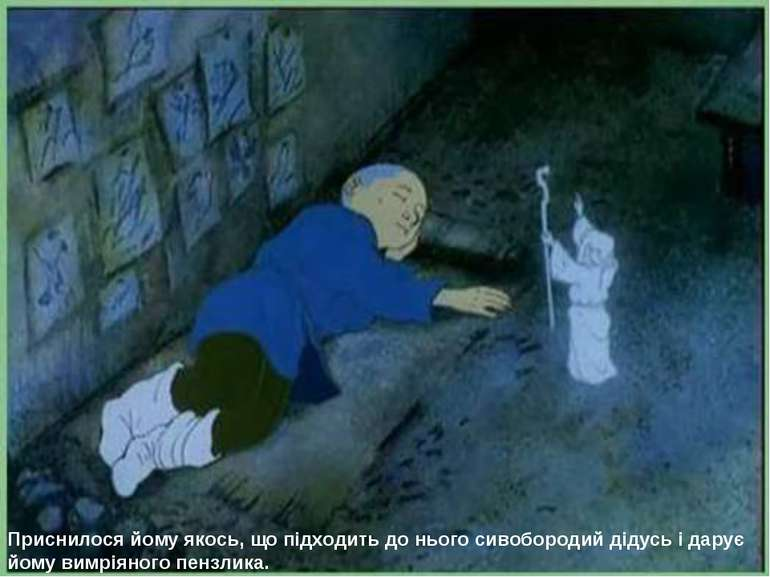 Приснилося йому якось, що підходить до нього сивобородий дідусь і дарує
йому вимріяного пензлика.